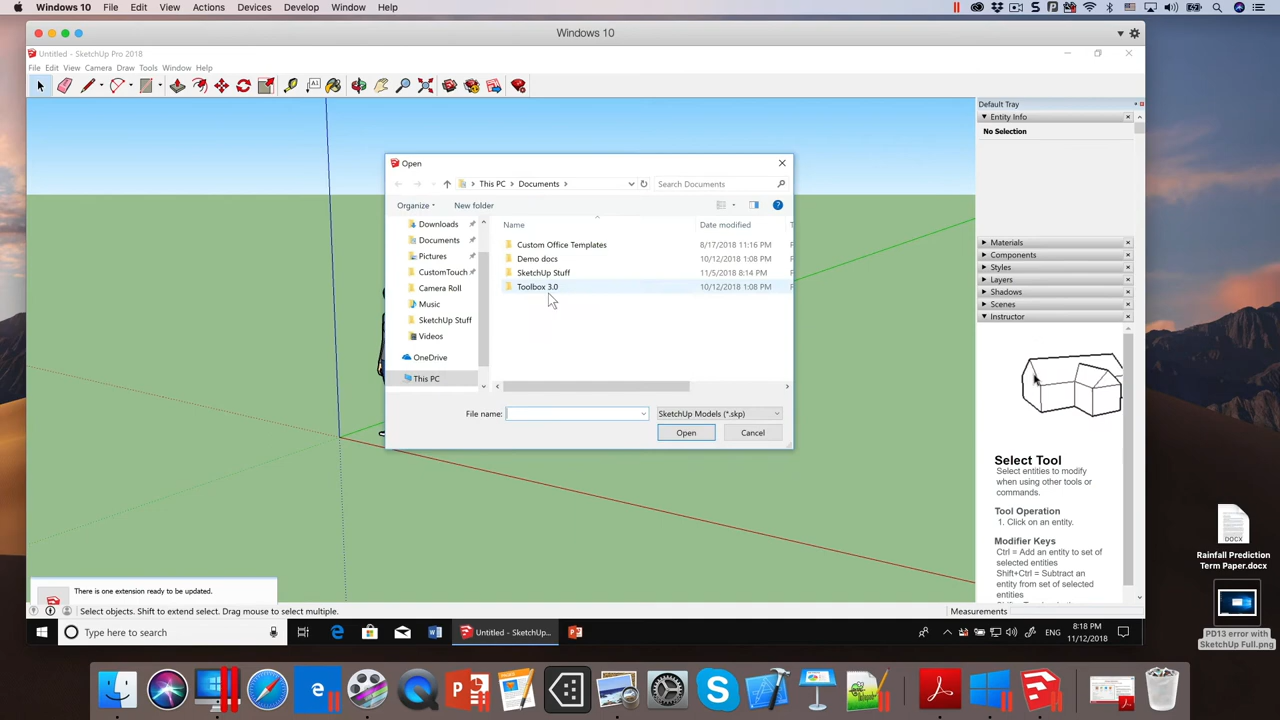 Windows 10 File Edit View Actions Devices Develop Window Help
Windows 10
Untitled - SketchUp Pro 2018
File Edit View Camera Draw Tools Window Help
A1
Default Tray
Entity Info
No Selection
Open
This PC > Documents >
Search Documents
Organize
New folder
Name
Date modified
Downloads
Documents
Pictures
CustomTouch
Camera Roll
Music
SketchUp Stuff
Videos
OneDrive
This PC
Custom Office Templates 8/17/2018 11:16 PM
Demo docs 10/12/2018 1:08 PM
SketchUp Stuff 11/5/2018 8:14 PM
Toolbox 3.0 10/12/2018 1:08 PM
File name:
SketchUp Models (*.skp)
Open
Cancel
Materials
Components
Styles
Layers
Shadows
Scenes
Instructor
Select Tool
Select entities to modify
when using other tools or
commands.
Tool Operation
1. Click on an entity.
Modifier Keys
Ctrl = Add an entity to set of
selected entities
Shift+Ctrl = Subtract an
entity from set of selected
entities
There is one extension ready to be updated.
Select objects. Shift to extend select. Drag mouse to select multiple.
Measurements
Type here to search
Untitled - SketchUp...
ENG
8:18 PM
11/12/2018
DOCX
Rainfall Prediction
Term Paper.docx
PD13 error with
SketchUp Full.png